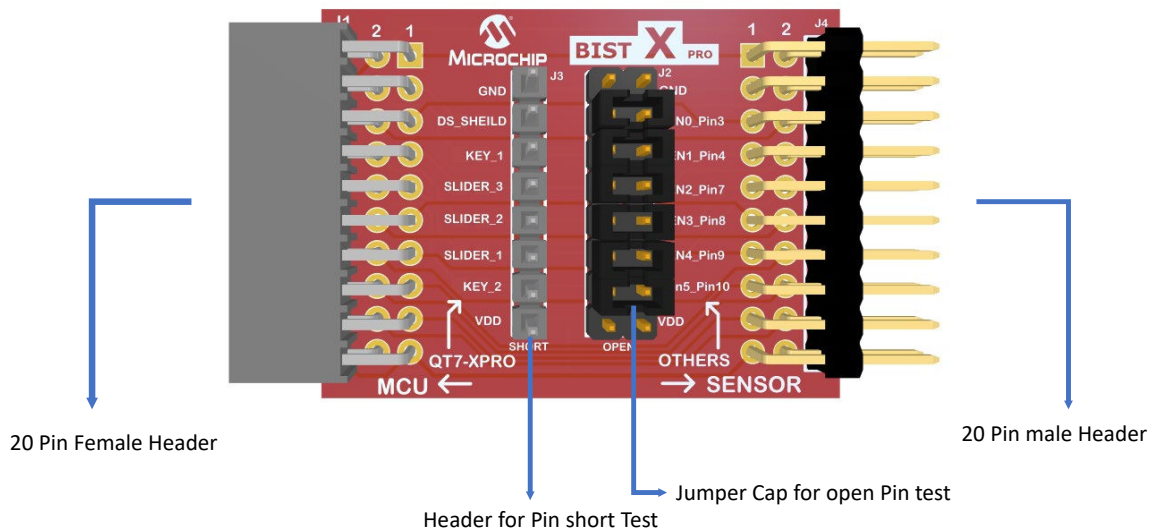 J1
2 1
MICROCHIP
BIST X PRO
1 2
J4
J3
J2
GND
GND
DS_SHEILD
N0_Pin3
KEY_1
EN1_Pin4
SLIDER_3
N2_Pin7
SLIDER_2
EN3_Pin8
SLIDER_1
N4_Pin9
KEY_2
n5_Pin10
VDD
VDD
SHORT
OPEN
QT7-XPRO
OTHERS
MCU
SENSOR
20 Pin Female Header
20 Pin male Header
Jumper Cap for open Pin test
Header for Pin short Test